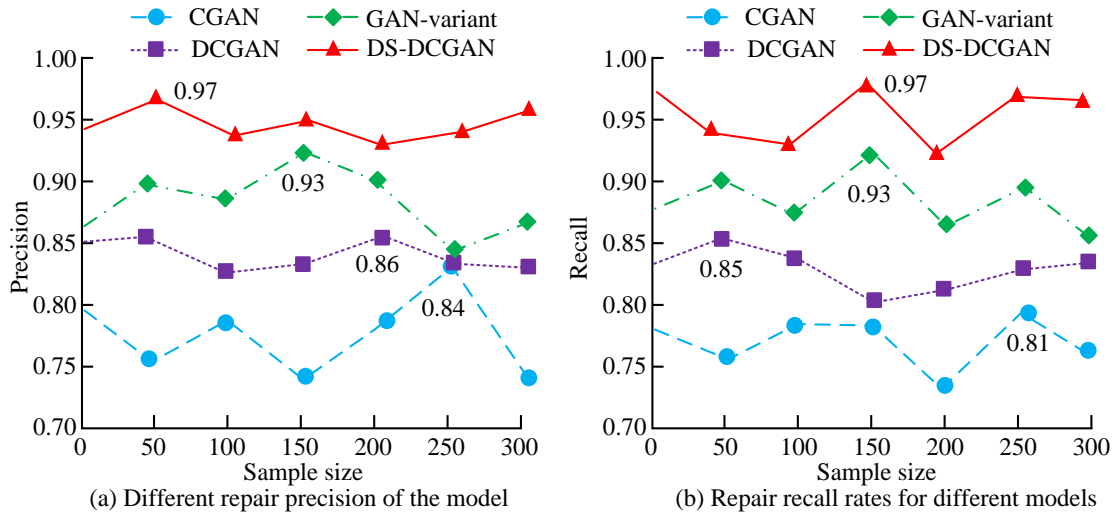 CGAN GAN-variant
DCGAN DS-DCGAN
1.00
0.95
0.90
0.85
0.80
0.75
0.70
Precision
0.97
0.93
0.86
0.84
0 50 100 150 200 250 300
Sample size
(a) Different repair precision of the model
CGAN GAN-variant
DCGAN DS-DCGAN
1.00
0.95
0.90
0.85
0.80
0.75
0.70
Recall
0.97
0.93
0.85
0.81
0 50 100 150 200 250 300
Sample size
(b) Repair recall rates for different models